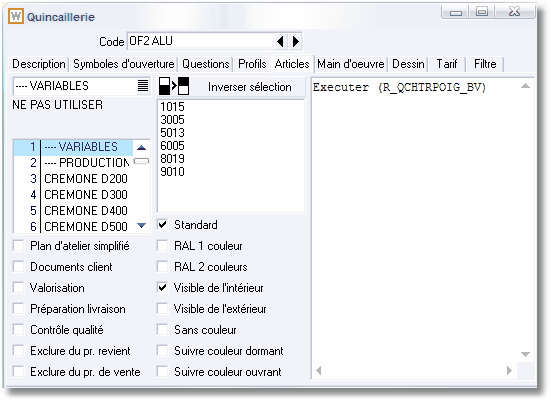 Quincaillerie
Code OF2 ALU
Description Symboles d'ouverture Questions Profils Articles Main d'oeuvre Dessin Tarif Filtre
---- VARIABLES
Inverser sélection
Executer (R_QCHTRPOIG_BV)
NE PAS UTILISER
1015
3005
5013
6005
8019
9010
1 ---- VARIABLES
2 ---- PRODUCTION
3 CREMONE D200
4 CREMONE D300
5 CREMONE D400
6 CREMONE D500
Standard
Plan d'atelier simplifié
RAL 1 couleur
Documents client
RAL 2 couleurs
Valorisation
Visible de l'intérieur
Préparation livraison
Visible de l'extérieur
Contrôle qualité
Sans couleur
Exclure du pr. revient
Suivre couleur dormant
Exclure du pr. de vente
Suivre couleur ouvrant